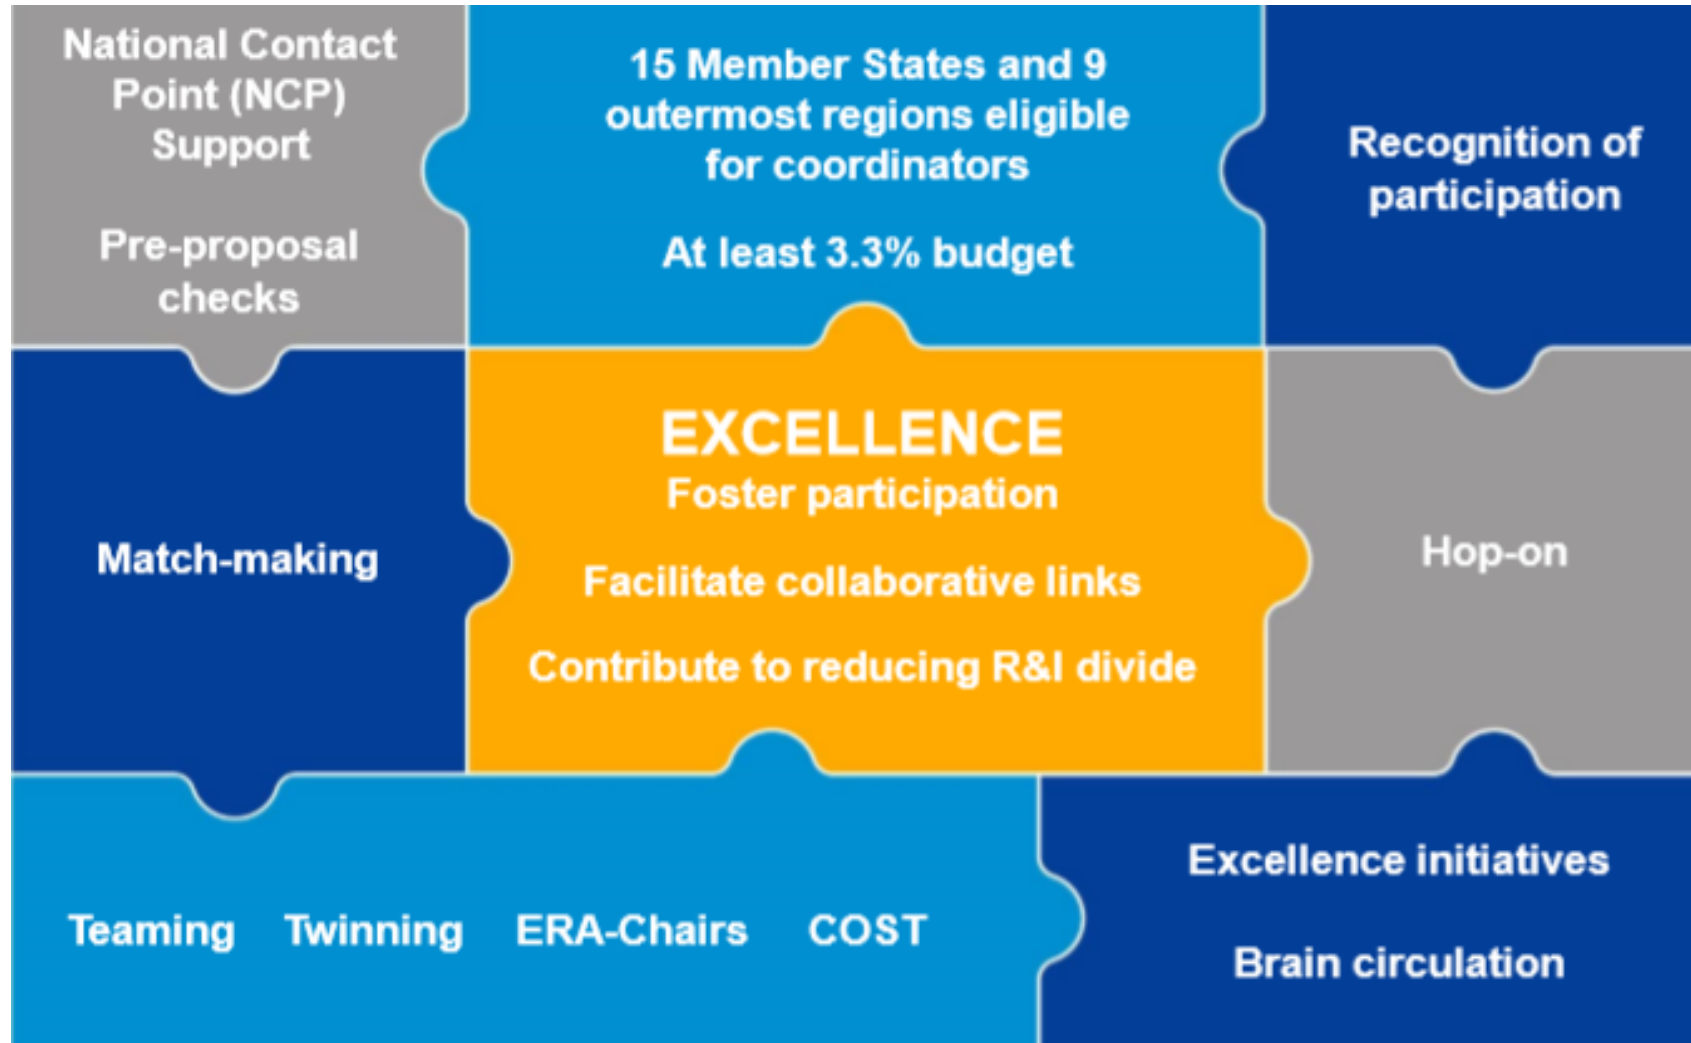 National Contact
Point (NCP)
Support
Pre-proposal
checks
15 Member States and 9
outermost regions eligible
for coordinators
At least 3.3% budget
Recognition of
participation
Match-making
EXCELLENCE
Foster participation
Facilitate collaborative links
Contribute to reducing R&I divide
Hop-on
Teaming Twinning ERA-Chairs COST
Excellence initiatives
Brain circulation